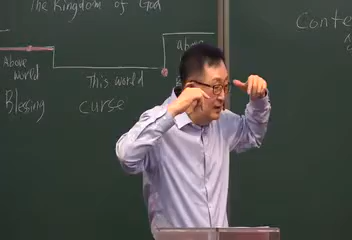 The Kingdom of God
Above
world
This world
above
Blessing
curse
Conte